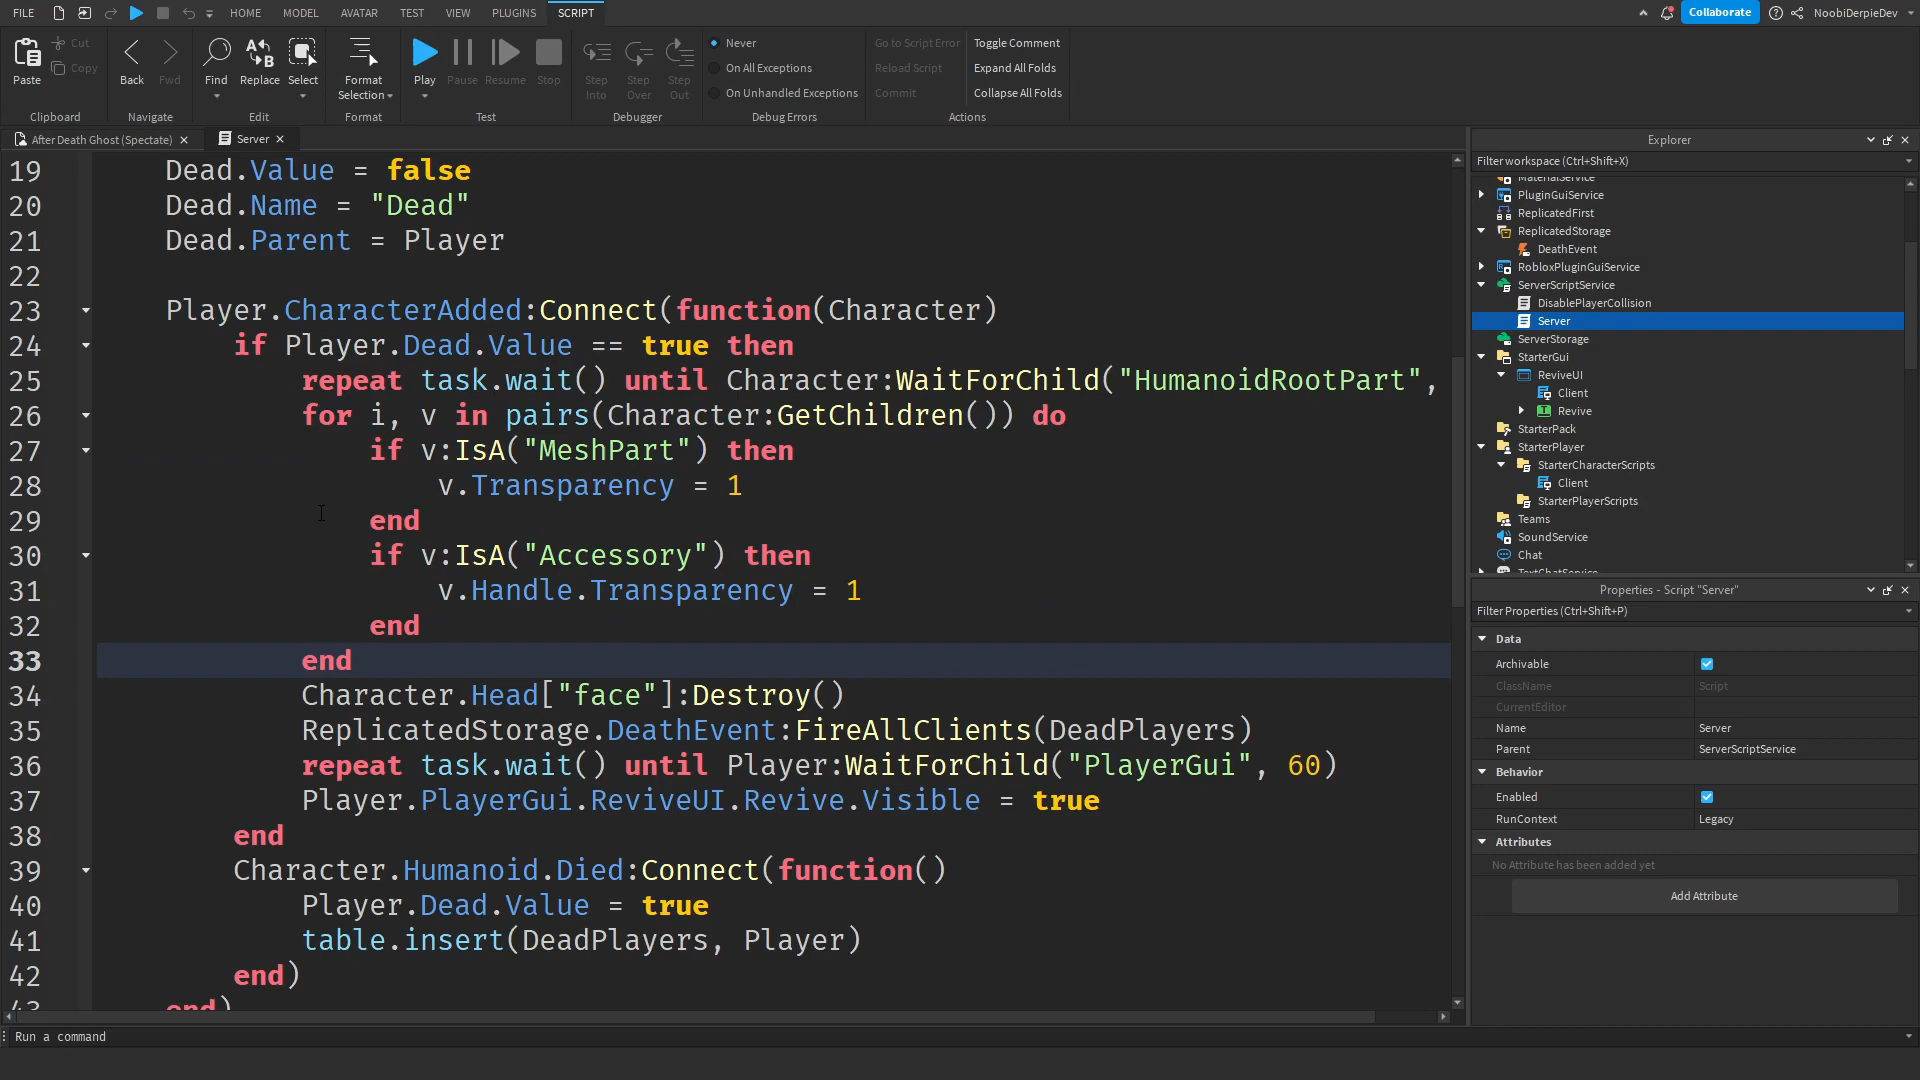 FILE HOME MODEL AVATAR TEST VIEW PLUGINS SCRIPT Collaborate NoobiDerpieDev
Paste Cut Copy Back Fwd Find Replace Select Format Selection Play Pause Resume Stop Step Into Step Over Step Out
Never
On All Exceptions
On Unhandled Exceptions
Go to Script Error
Reload Script
Commit
Toggle Comment
Expand All Folds
Collapse All Folds
Clipboard Navigate Edit Format Test Debugger Debug Errors Actions
After Death Ghost (Spectate) Server
19 Dead.Value = false
20 Dead.Name = "Dead"
21 Dead.Parent = Player
22
23 Player.CharacterAdded:Connect(function(Character)
24 if Player.Dead.Value == true then
25 repeat task.wait() until Character:WaitForChild("HumanoidRootPart",
26 for i, v in pairs(Character:GetChildren()) do
27 if v:IsA("MeshPart") then
28 v.Transparency = 1
29 end
30 if v:IsA("Accessory") then
31 v.Handle.Transparency = 1
32 end
33 end
34 Character.Head["face"]:Destroy()
35 ReplicatedStorage.DeathEvent:FireAllClients(DeadPlayers)
36 repeat task.wait() until Player:WaitForChild("PlayerGui", 60)
37 Player.PlayerGui.ReviveUI.Revive.Visible = true
38 end
39 Character.Humanoid.Died:Connect(function()
40 Player.Dead.Value = true
41 table.insert(DeadPlayers, Player)
42 end)
43 end)
Run a command
Explorer
Filter workspace (Ctrl+Shift+X)
MaterialService
PluginGuiService
ReplicatedFirst
ReplicatedStorage
DeathEvent
RobloxPluginGuiService
ServerScriptService
DisablePlayerCollision
Server
ServerStorage
StarterGui
ReviveUI
Client
Revive
StarterPack
StarterPlayer
StarterCharacterScripts
Client
StarterPlayerScripts
Teams
SoundService
Chat
TextChatService
Properties - Script "Server"
Filter Properties (Ctrl+Shift+P)
Data
Archivable
ClassName Script
CurrentEditor
Name Server
Parent ServerScriptService
Behavior
Enabled
RunContext Legacy
Attributes
No Attribute has been added yet
Add Attribute